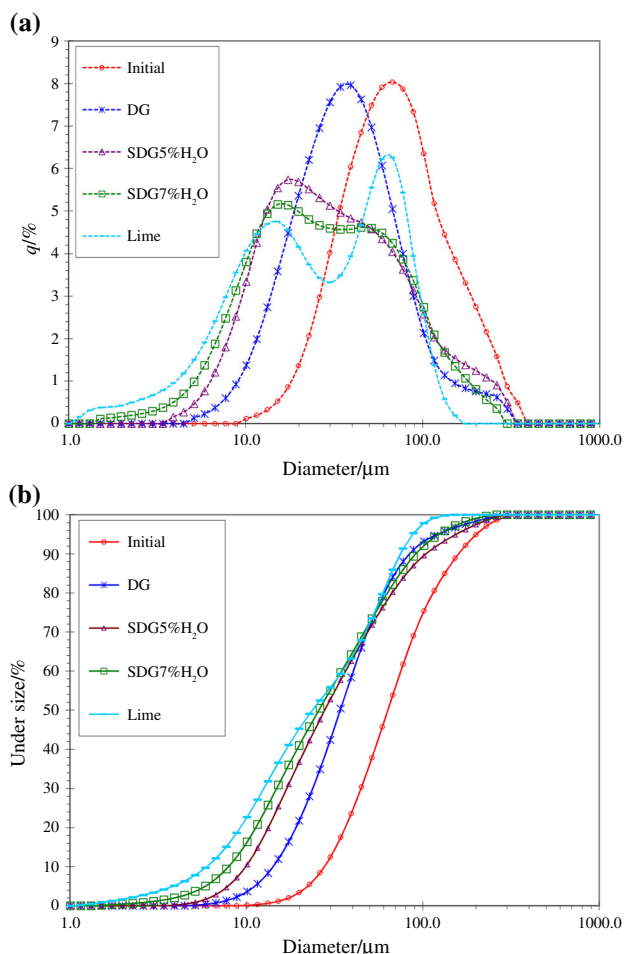 (a)
9
8
7
6
5
4
3
2
1
0
q/%
Initial
DG
SDG5%H₂O
SDG7%H₂O
Lime
1.0 10.0 100.0 1000.0
Diameter/μm
(b)
100
90
80
70
60
50
40
30
20
10
0
Under size/%
Initial
DG
SDG5%H₂O
SDG7%H₂O
Lime
1.0 10.0 100.0 1000.0
Diameter/μm